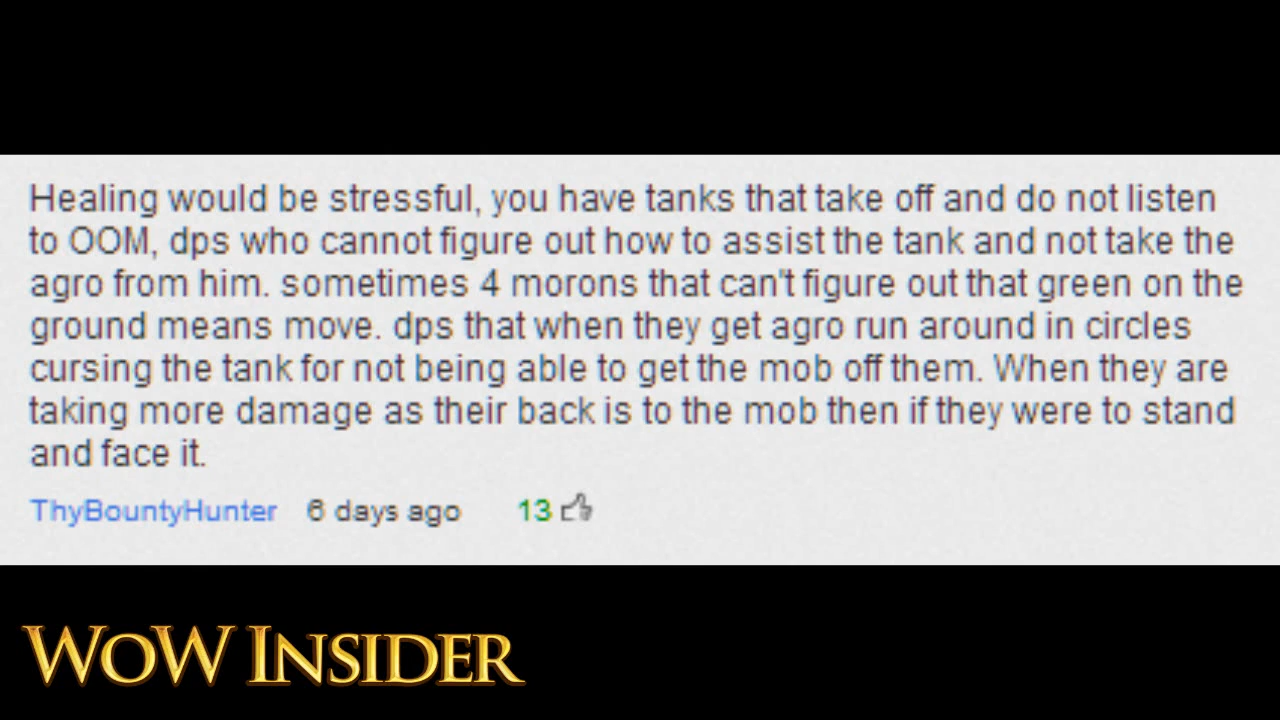 Healing would be stressful, you have tanks that take off and do not listen
to OOM, dps who cannot figure out how to assist the tank and not take the
agro from him. sometimes 4 morons that can't figure out that green on the
ground means move. dps that when they get agro run around in circles
cursing the tank for not being able to get the mob off them. When they are
taking more damage as their back is to the mob then if they were to stand
and face it.
ThyBountyHunter 6 days ago 13
WoW INSIDER